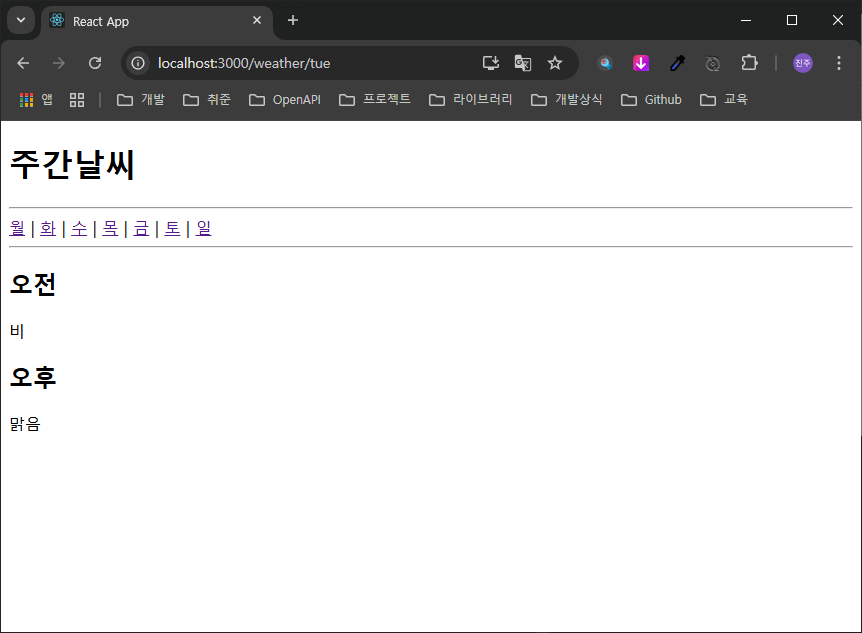 React App
localhost:3000/weather/tue
진주
앱 개발 취준 OpenAPI 프로젝트 라이브러리 개발상식 Github 교육
주간날씨
월 | 화 | 수 | 목 | 금 | 토 | 일
오전
비
오후
맑음